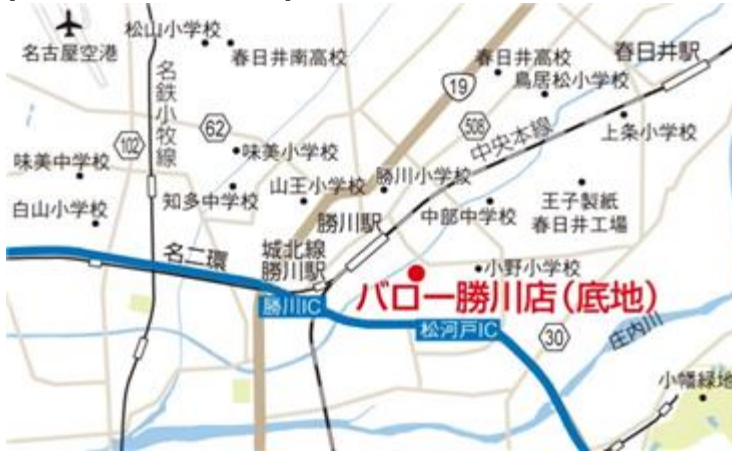 松山小学校
名古屋空港
春日井南高校
名鉄小牧線
19
春日井高校
鳥居松小学校
春日井駅
102
62
508
中央本線
上条小学校
味美小学校
味美中学校
知多中学校
山王小学校
勝川小学校
白山小学校
中部中学校
王子製紙
春日井工場
勝川駅
名二環
城北線
勝川駅
小野小学校
バロー勝川店(底地)
勝川IC
松河戸IC
30
庄内川
小幡緑地